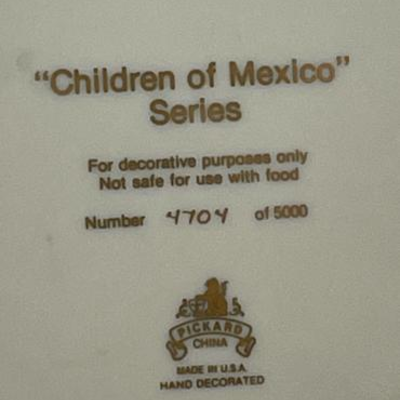 “Children of Mexico”
Series
For decorative purposes only
Not safe for use with food
Number 4704 of 5000
PICKARD
CHINA
MADE IN U.S.A.
HAND DECORATED